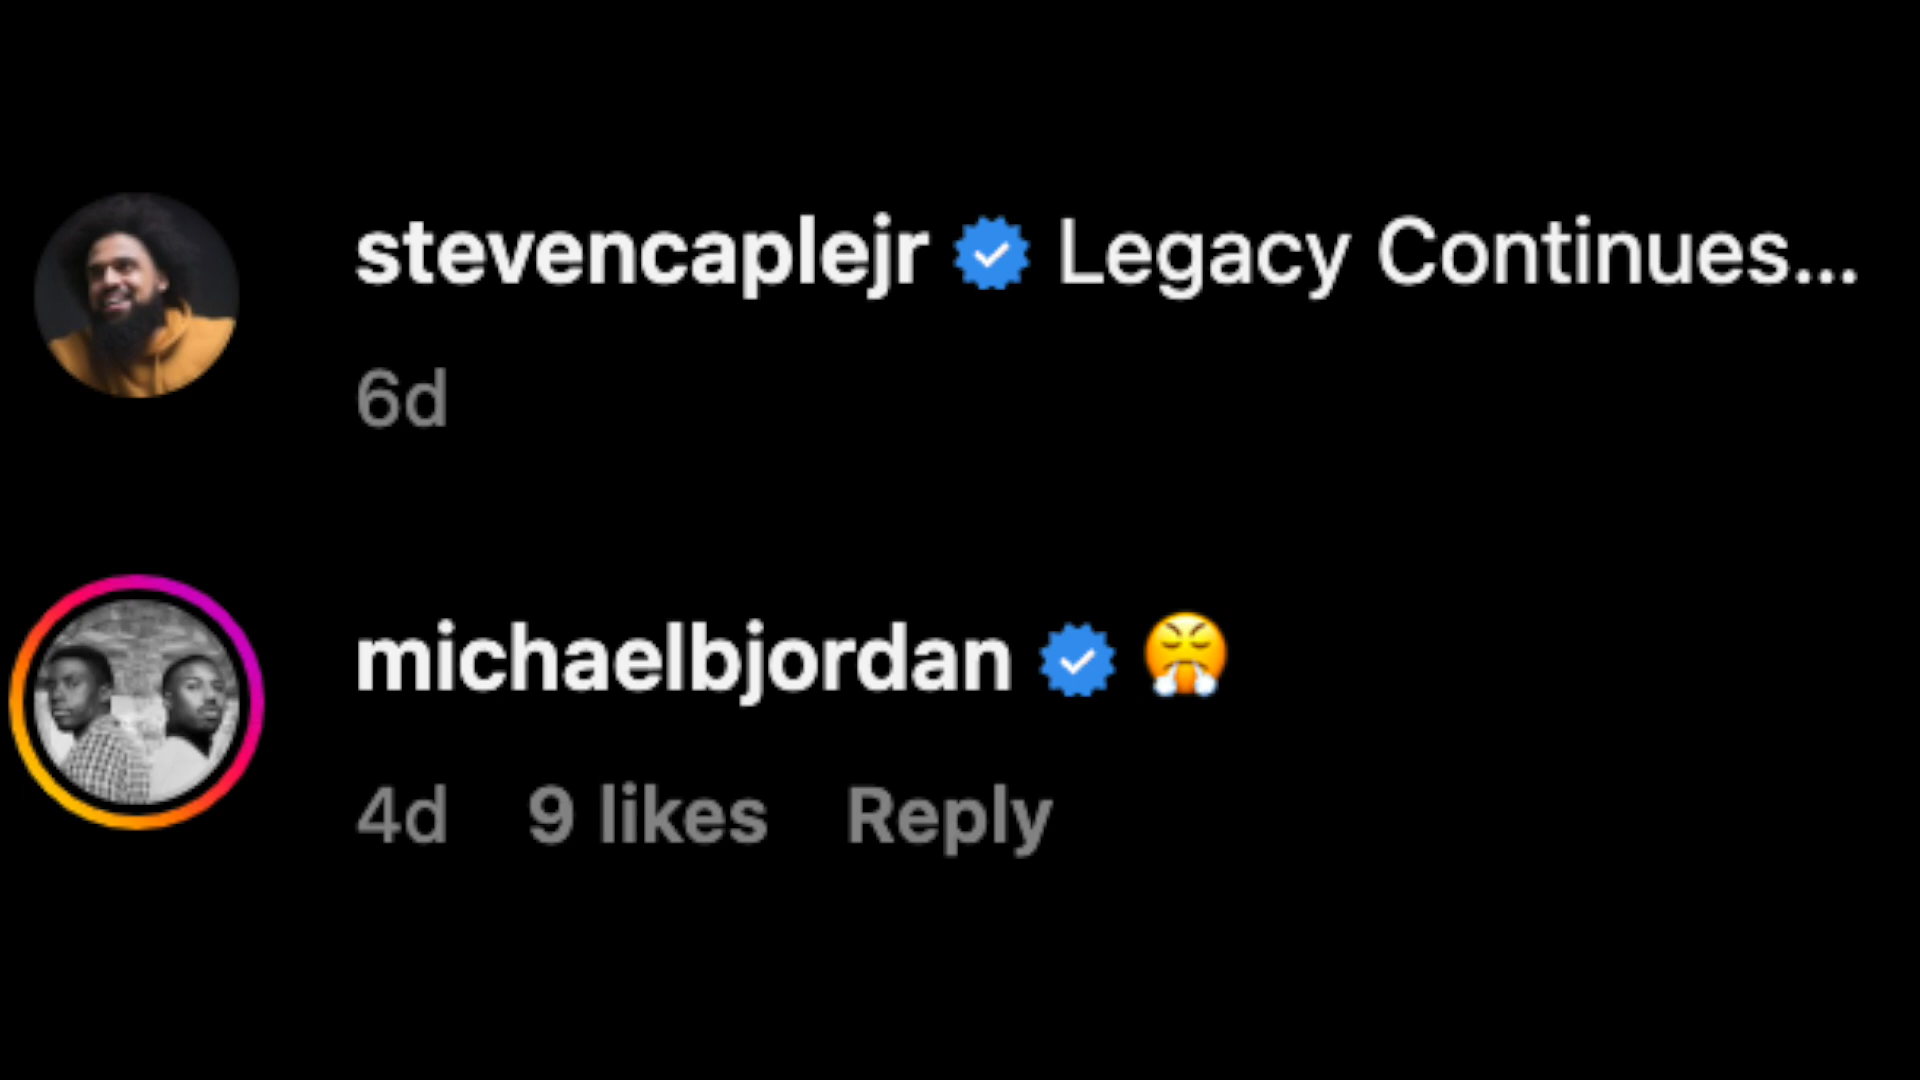 stevencaplejr Legacy Continues...
6d
michaelbjordan 😤
4d 9 likes Reply